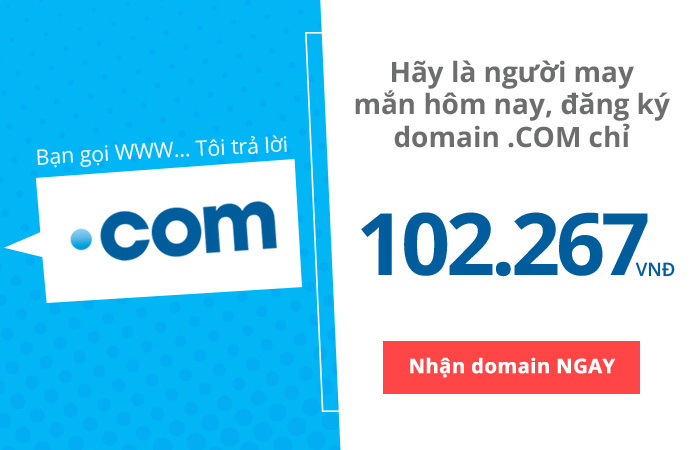 Bạn gọi WWW... Tôi trả lời
.com
Hãy là người may
mắn hôm nay, đăng ký
domain .COM chỉ
102.267 VNĐ
Nhận domain NGAY